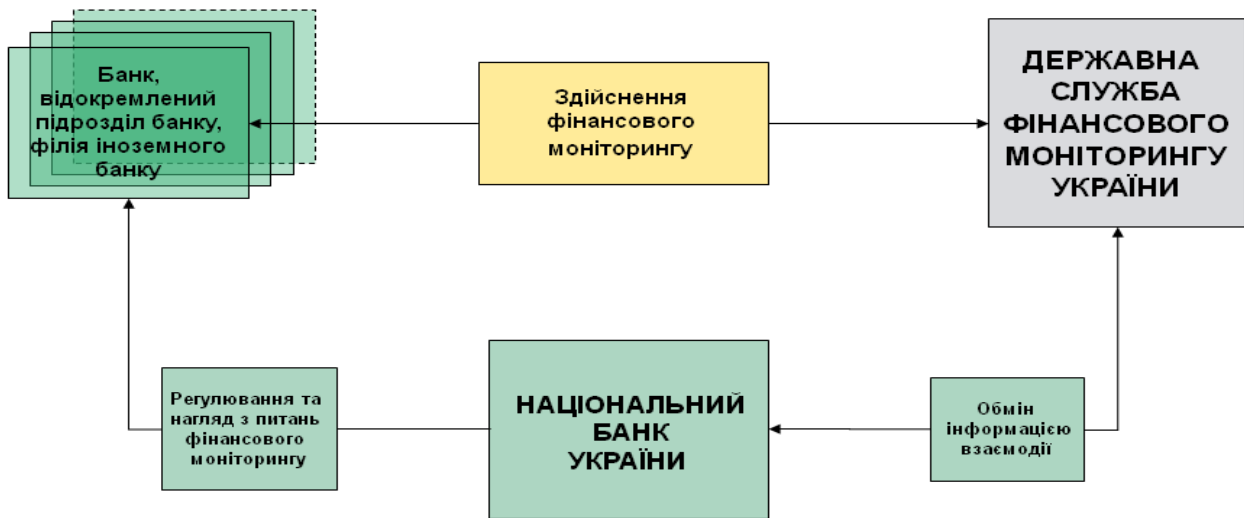 Банк,
відокремлений
підрозділ банку,
філія іноземного
банку
Здійснення
фінансового
моніторингу
ДЕРЖАВНА
СЛУЖБА
ФІНАНСОВОГО
МОНІТОРИНГУ
УКРАЇНИ
Регулювання та
нагляд з питань
фінансового
моніторингу
НАЦІОНАЛЬНИЙ
БАНК
УКРАЇНИ
Обмін
інформацією
взаємодії